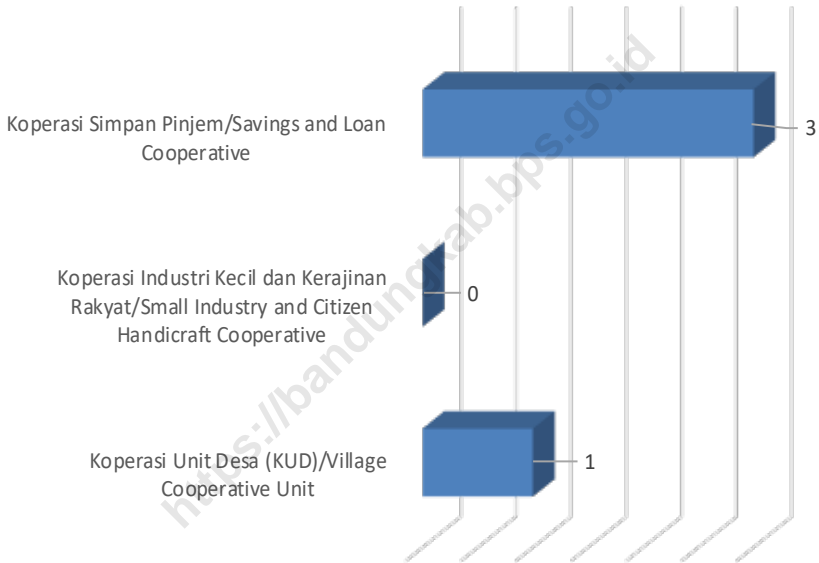 Koperasi Simpan Pinjem/Savings and Loan
Cooperative
3
Koperasi Industri Kecil dan Kerajinan
Rakyat/Small Industry and Citizen
Handicraft Cooperative
0
Koperasi Unit Desa (KUD)/Village
Cooperative Unit
1
https://bandungkab.bps.go.id